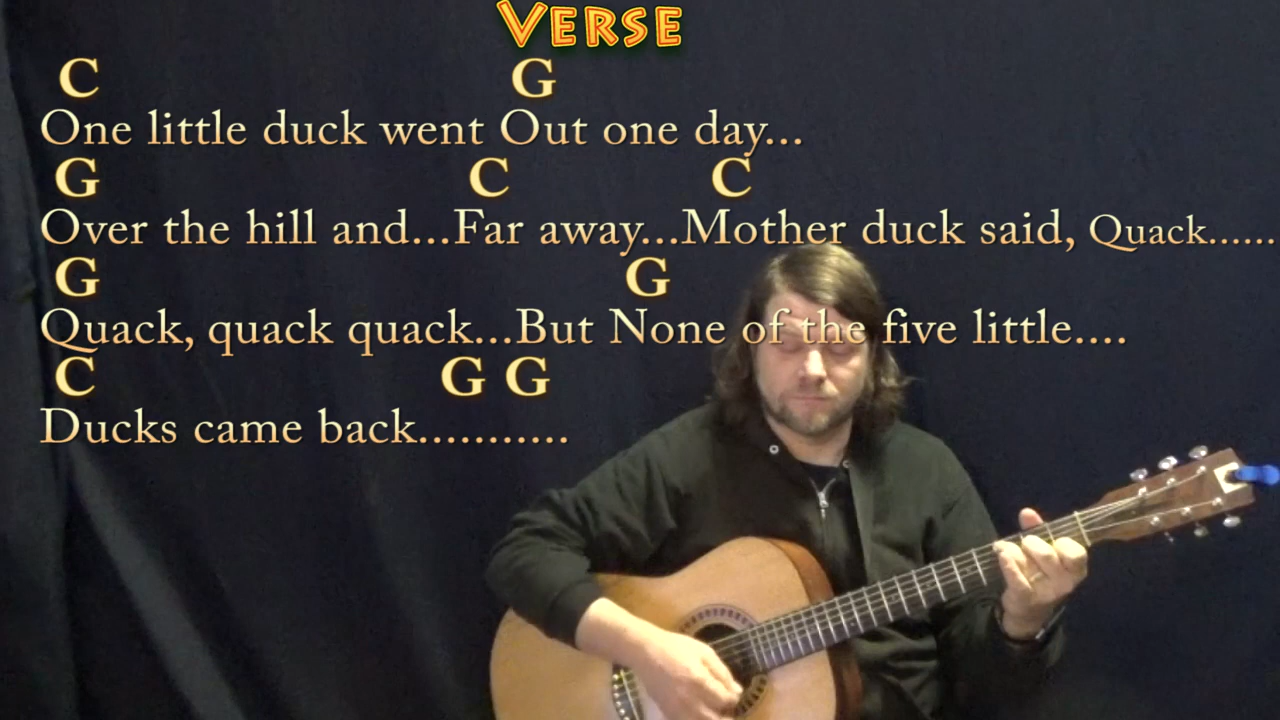 VERSE
C G
One little duck went Out one day...
G C C
Over the hill and...Far away...Mother duck said, Quack......
G G
Quack, quack quack...But None of the five little....
C G G
Ducks came back...........